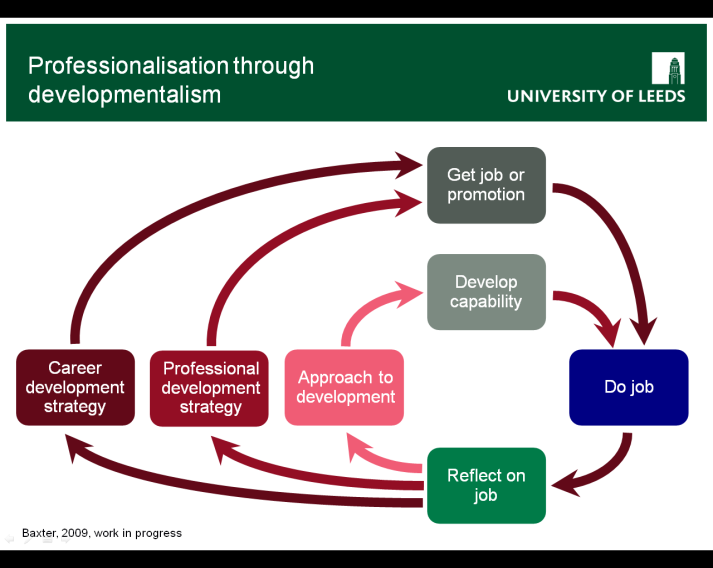 Professionalisation through
developmentalism
UNIVERSITY OF LEEDS
Get job or
promotion
Develop
capability
Career
development
strategy
Professional
development
strategy
Approach to
development
Do job
Reflect on
job
Baxter, 2009, work in progress